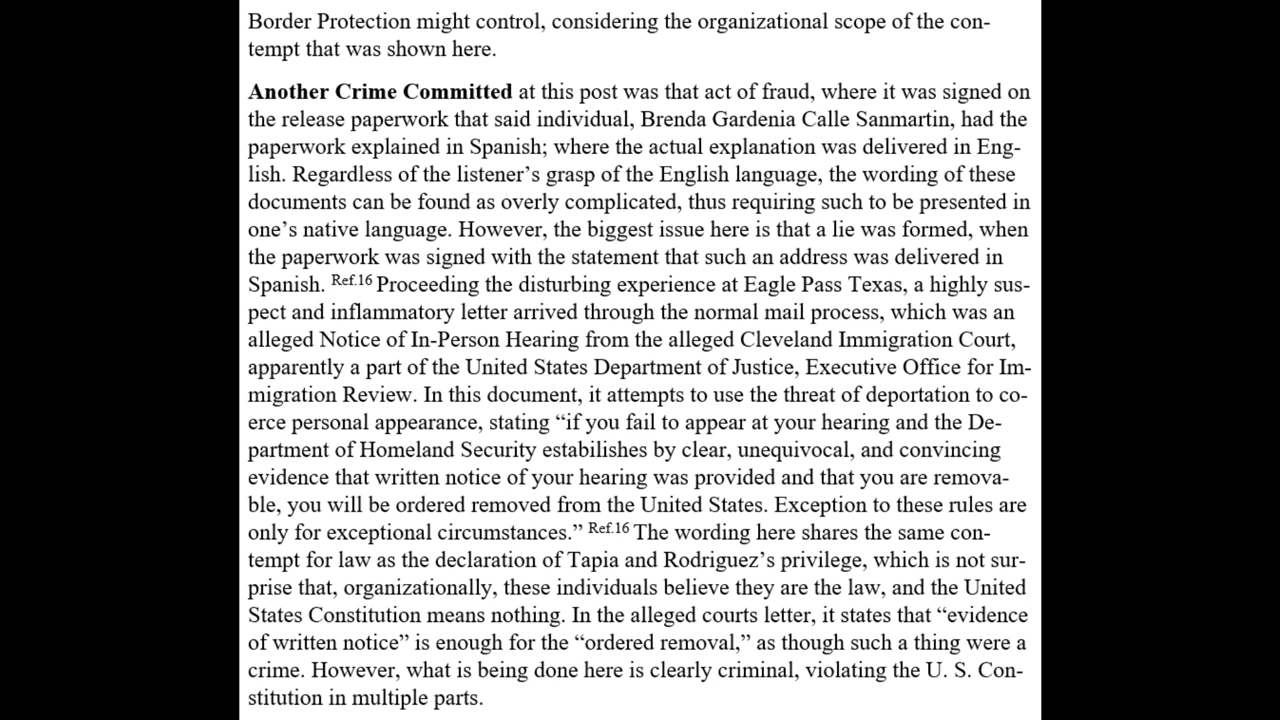 Border Protection might control, considering the organizational scope of the con-
tempt that was shown here.
Another Crime Committed at this post was that act of fraud, where it was signed on
the release paperwork that said individual, Brenda Gardenia Calle Sanmartin, had the
paperwork explained in Spanish; where the actual explanation was delivered in Eng-
lish. Regardless of the listener’s grasp of the English language, the wording of these
documents can be found as overly complicated, thus requiring such to be presented in
one’s native language. However, the biggest issue here is that a lie was formed, when
the paperwork was signed with the statement that such an address was delivered in
Spanish. Ref.16 Proceeding the disturbing experience at Eagle Pass Texas, a highly sus-
pect and inflammatory letter arrived through the normal mail process, which was an
alleged Notice of In-Person Hearing from the alleged Cleveland Immigration Court,
apparently a part of the United States Department of Justice, Executive Office for Im-
migration Review. In this document, it attempts to use the threat of deportation to co-
erce personal appearance, stating “if you fail to appear at your hearing and the De-
partment of Homeland Security estabilishes by clear, unequivocal, and convincing
evidence that written notice of your hearing was provided and that you are remova-
ble, you will be ordered removed from the United States. Exception to these rules are
only for exceptional circumstances.” Ref.16 The wording here shares the same con-
tempt for law as the declaration of Tapia and Rodriguez’s privilege, which is not sur-
prise that, organizationally, these individuals believe they are the law, and the United
States Constitution means nothing. In the alleged courts letter, it states that “evidence
of written notice” is enough for the “ordered removal,” as though such a thing were a
crime. However, what is being done here is clearly criminal, violating the U. S. Con-
stitution in multiple parts.